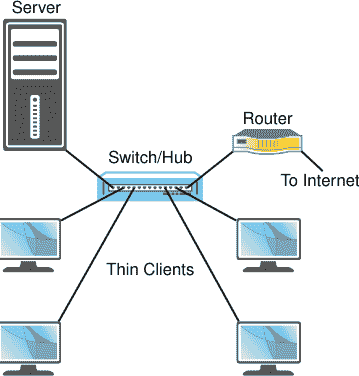 Server
Router
Switch/Hub
To Internet
Thin Clients